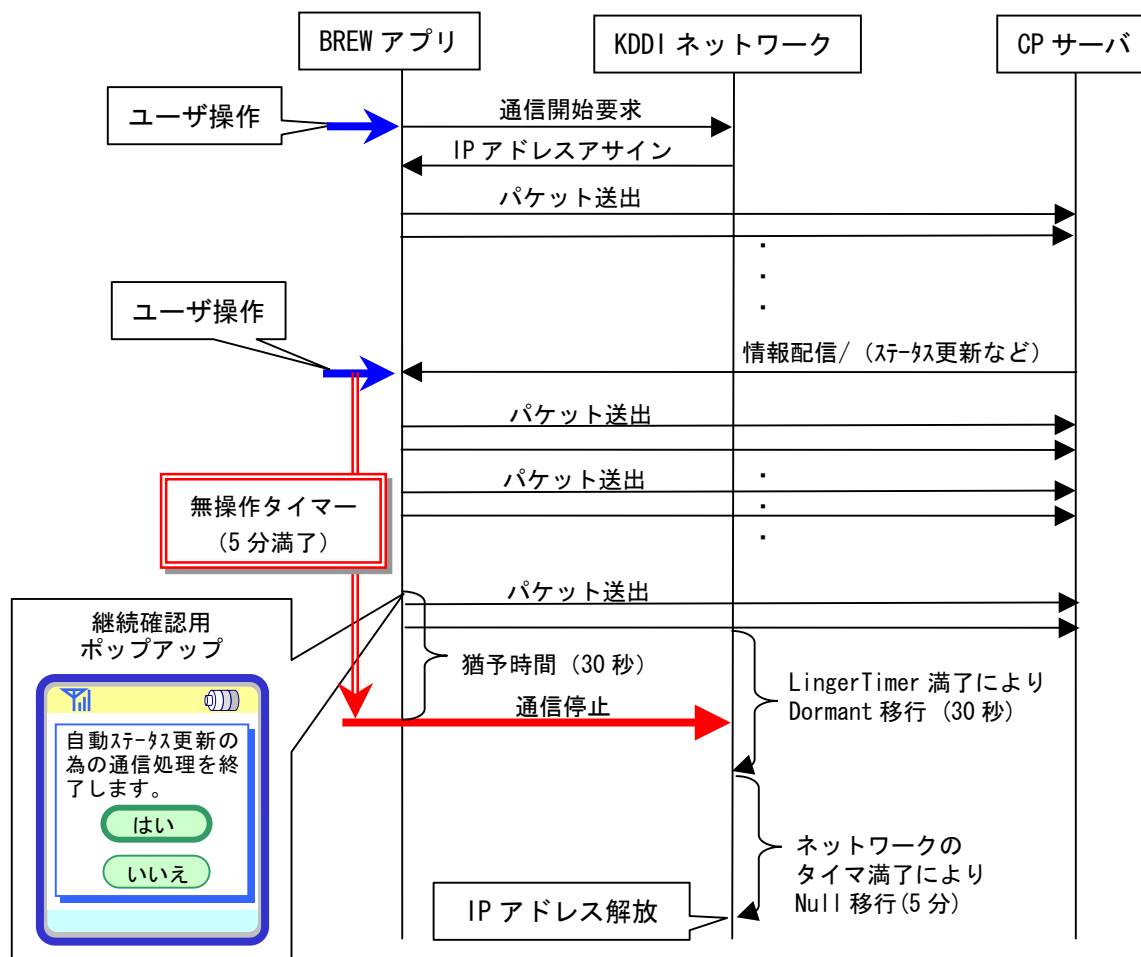 BREW アプリ
KDDI ネットワーク
CP サーバ
ユーザ操作
通信開始要求
IP アドレスアサイン
パケット送出
・
・
・
ユーザ操作
情報配信/（ｽﾃｰﾀｽ更新など）
パケット送出
無操作タイマー
（5 分満了）
パケット送出
・
・
・
パケット送出
継続確認用
ポップアップ
猶予時間（30 秒）
通信停止
LingerTimer 満了により
Dormant 移行（30 秒）
自動ｽﾃｰﾀｽ更新の
為の通信処理を終
了します。
はい
いいえ
ネットワークの
タイマ満了により
Null 移行(5 分)
IP アドレス解放